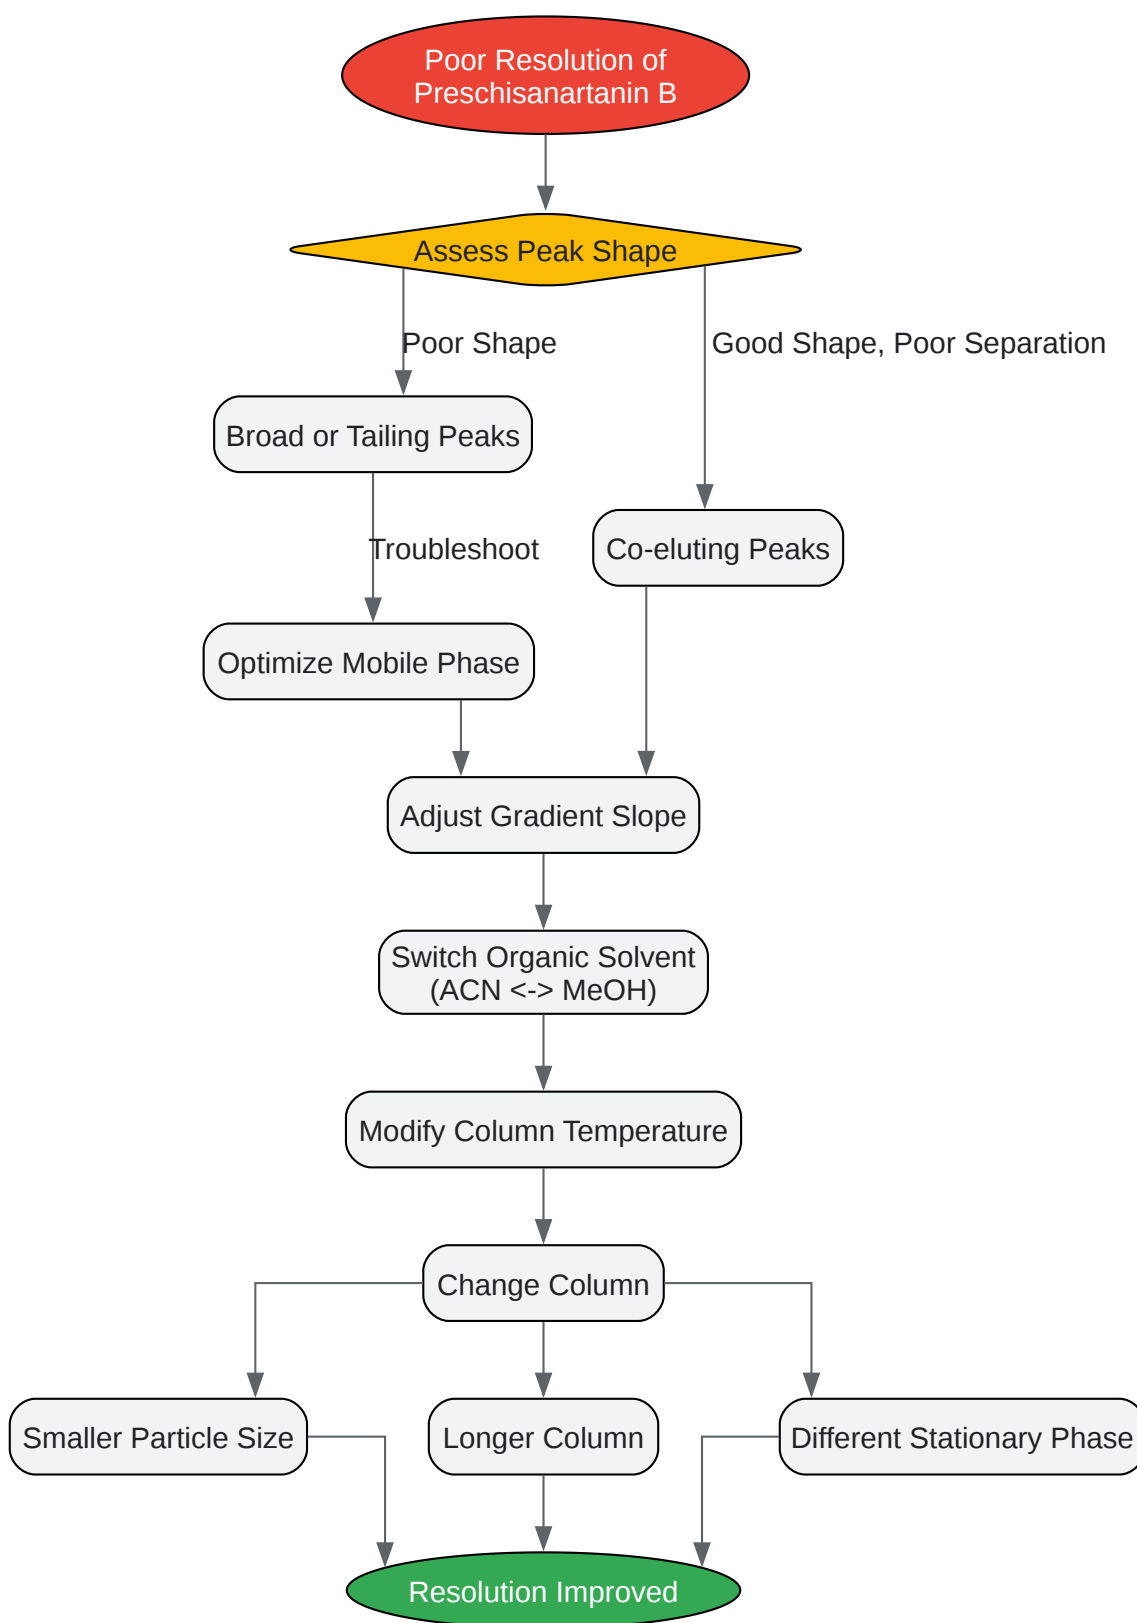 Poor Resolution of
Preschisanartanin B
Assess Peak Shape
Poor Shape
Good Shape, Poor Separation
Broad or Tailing Peaks
Troubleshoot
Co-eluting Peaks
Optimize Mobile Phase
Adjust Gradient Slope
Switch Organic Solvent
(ACN <-> MeOH)
Modify Column Temperature
Change Column
Smaller Particle Size
Longer Column
Different Stationary Phase
Resolution Improved